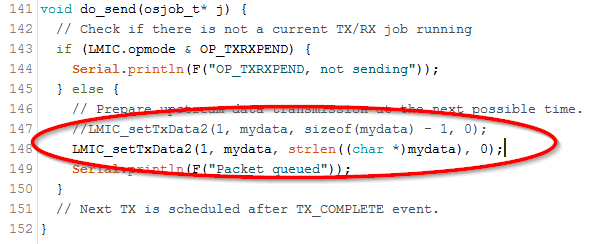 141 void do_send(osjob_t* j) {
142 // Check if there is not a current TX/RX job running
143 if (LMIC.opmode & OP_TXRXPEND) {
144 Serial.println(F("OP_TXRXPEND, not sending"));
145 } else {
146 // Prepare upstream data transmission at the next possible time.
147 //LMIC_setTxData2(1, mydata, sizeof(mydata) - 1, 0);
148 LMIC_setTxData2(1, mydata, strlen((char *)mydata), 0);
149 Serial.println(F("Packet queued"));
150 }
151 // Next TX is scheduled after TX_COMPLETE event.
152 }